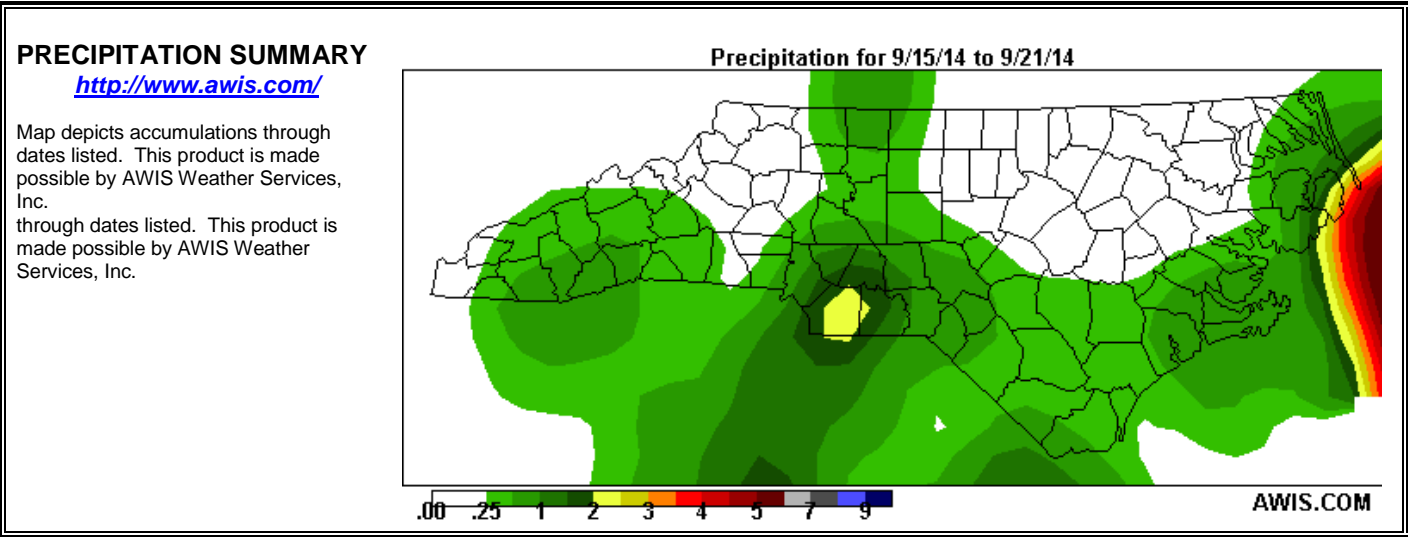 PRECIPITATION SUMMARY
http://www.awis.com/
Map depicts accumulations through
dates listed. This product is made
possible by AWIS Weather Services,
Inc.
through dates listed. This product is
made possible by AWIS Weather
Services, Inc.
Precipitation for 9/15/14 to 9/21/14
.00 .25 1 2 3 4 5 7 9
AWIS.COM